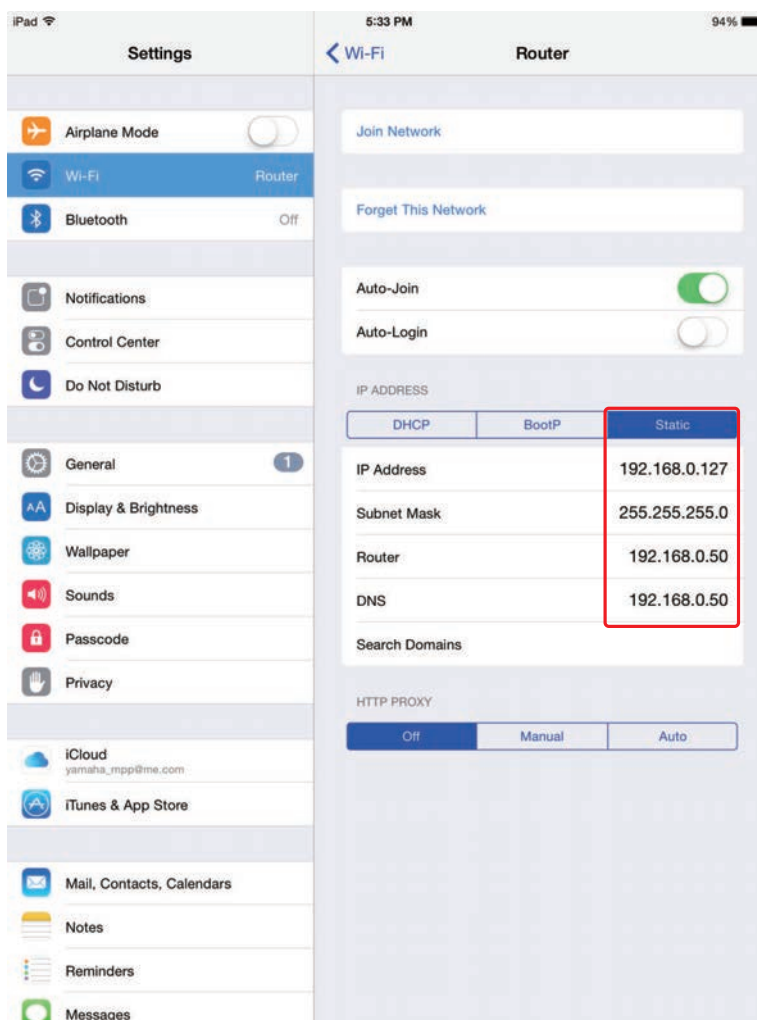 iPad
5:33 PM
94%
Settings
Airplane Mode
Wi-Fi
Router
Bluetooth
Off
Notifications
Control Center
Do Not Disturb
General
1
AA
Display & Brightness
Wallpaper
Sounds
Passcode
Privacy
iCloud
yamaha_mpp@me.com
iTunes & App Store
Mail, Contacts, Calendars
Notes
Reminders
Messages
Wi-Fi
Router
Join Network
Forget This Network
Auto-Join
Auto-Login
IP ADDRESS
DHCP BootP Static
IP Address 192.168.0.127
Subnet Mask 255.255.255.0
Router 192.168.0.50
DNS 192.168.0.50
Search Domains
HTTP PROXY
Off Manual Auto